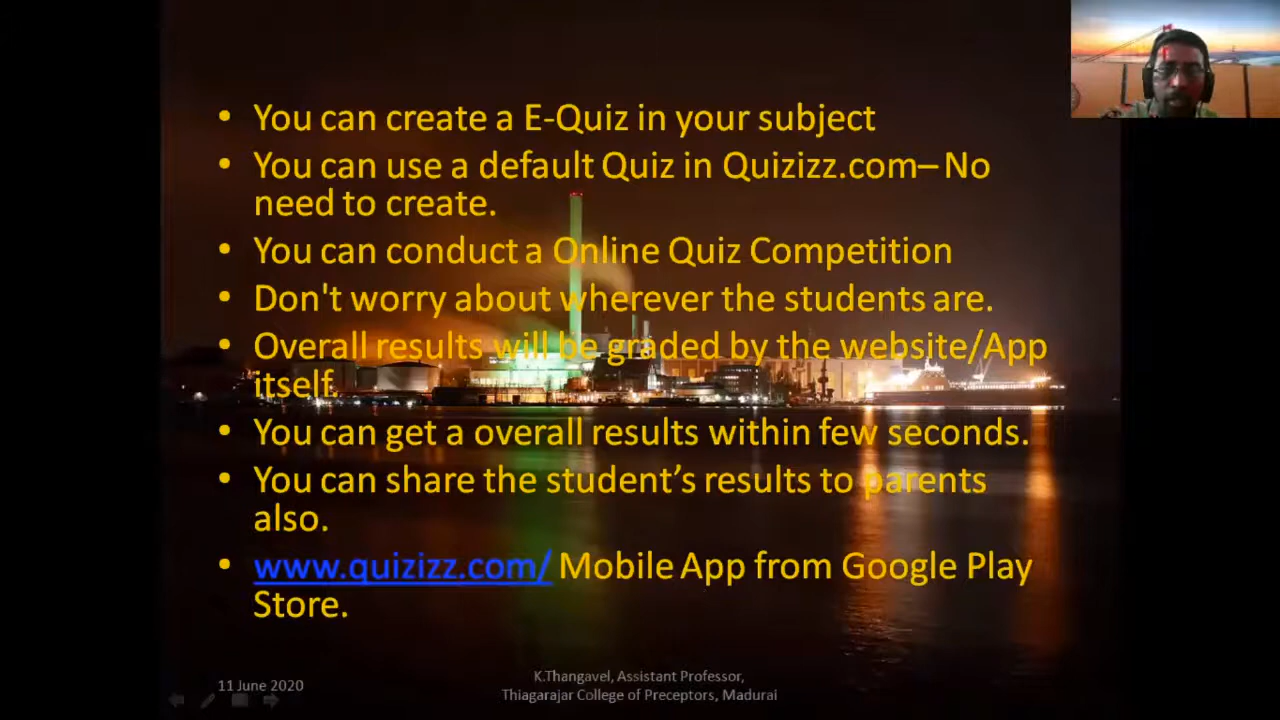 • You can create a E-Quiz in your subject
• You can use a default Quiz in Quizizz.com– No
need to create.
• You can conduct a Online Quiz Competition
• Don't worry about wherever the students are.
• Overall results will be graded by the website/App
itself.
• You can get a overall results within few seconds.
• You can share the student’s results to parents
also.
• www.quizizz.com/ Mobile App from Google Play
Store.
11 June 2020
K.Thangavel, Assistant Professor,
Thiagarajar College of Preceptors, Madurai